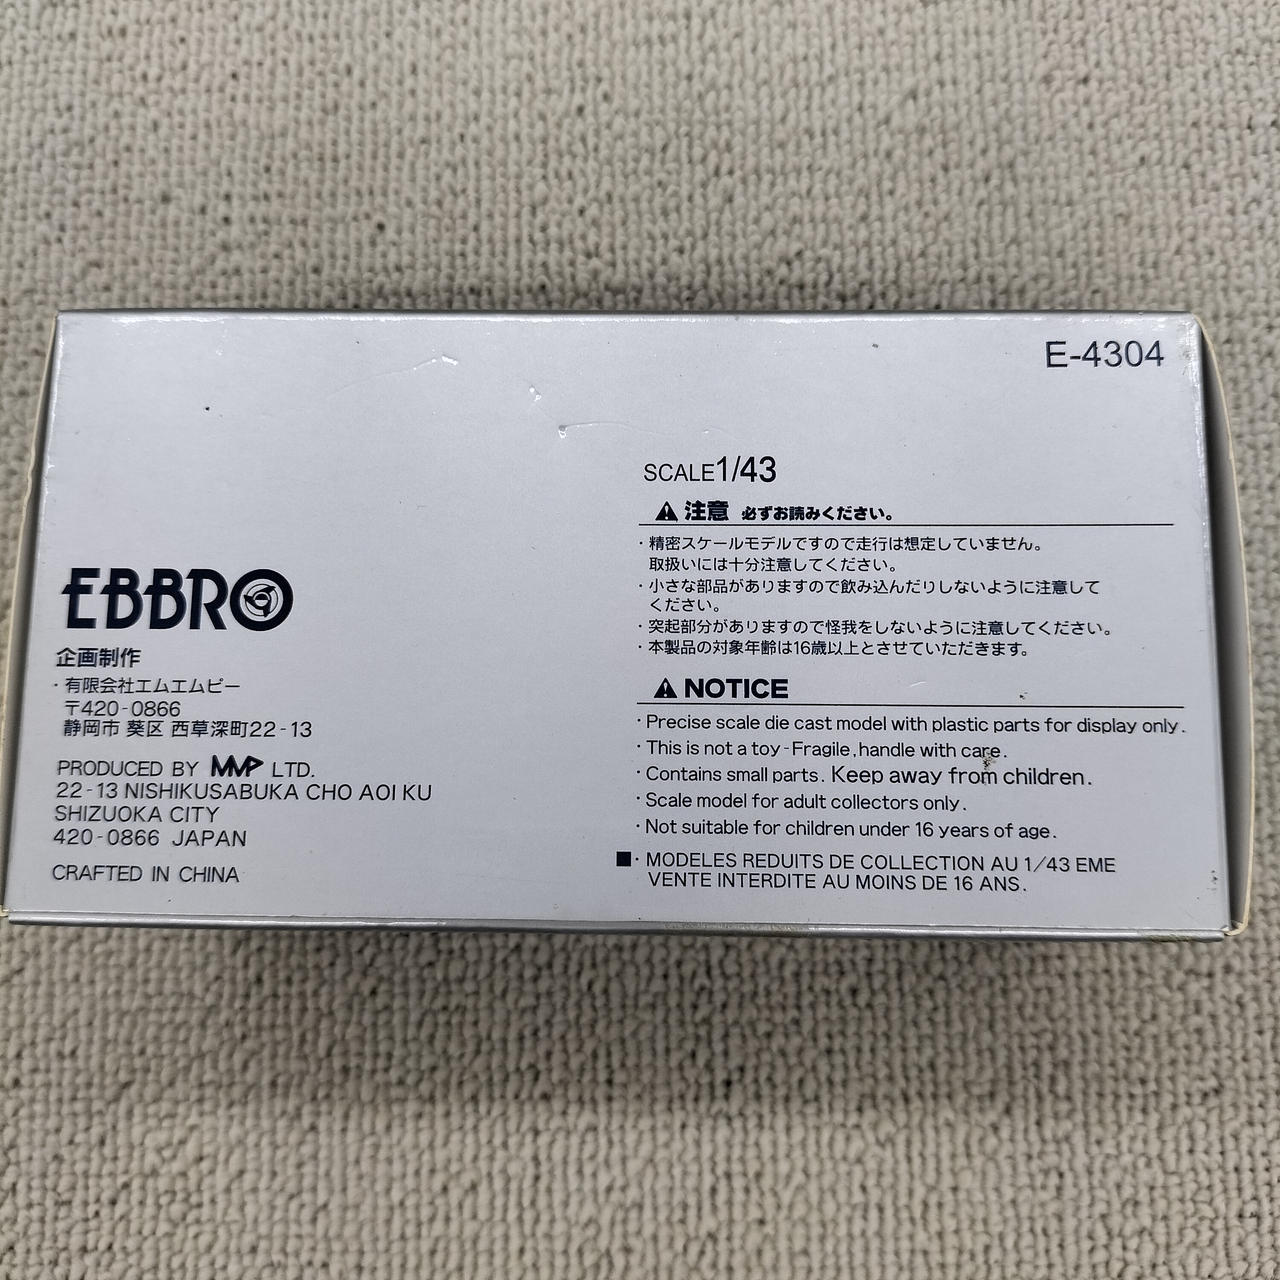 E-4304
SCALE1/43
注意 必ずお読みください。
・精密スケールモデルですので走行は想定していません。
取扱いには十分注意してください。
・小さな部品がありますので飲み込んだりしないように注意して
ください。
・突起部分がありますので怪我をしないように注意してください。
・本製品の対象年齢は16歳以上とさせていただきます。
NOTICE
・Precise scale die cast model with plastic parts for display only.
・This is not a toy-Fragile,handle with care.
・Contains small parts. Keep away from children.
・Scale model for adult collectors only.
・Not suitable for children under 16 years of age.
■・MODELES REDUITS DE COLLECTION AU 1/43 EME
VENTE INTERDITE AU MOINS DE 16 ANS.
EBBRO
企画制作
・有限会社エムエムピー
〒420-0866
静岡市 葵区 西草深町22-13
PRODUCED BY MMP LTD.
22-13 NISHIKUSABUKA CHO AOI KU
SHIZUOKA CITY
420-0866 JAPAN
CRAFTED IN CHINA